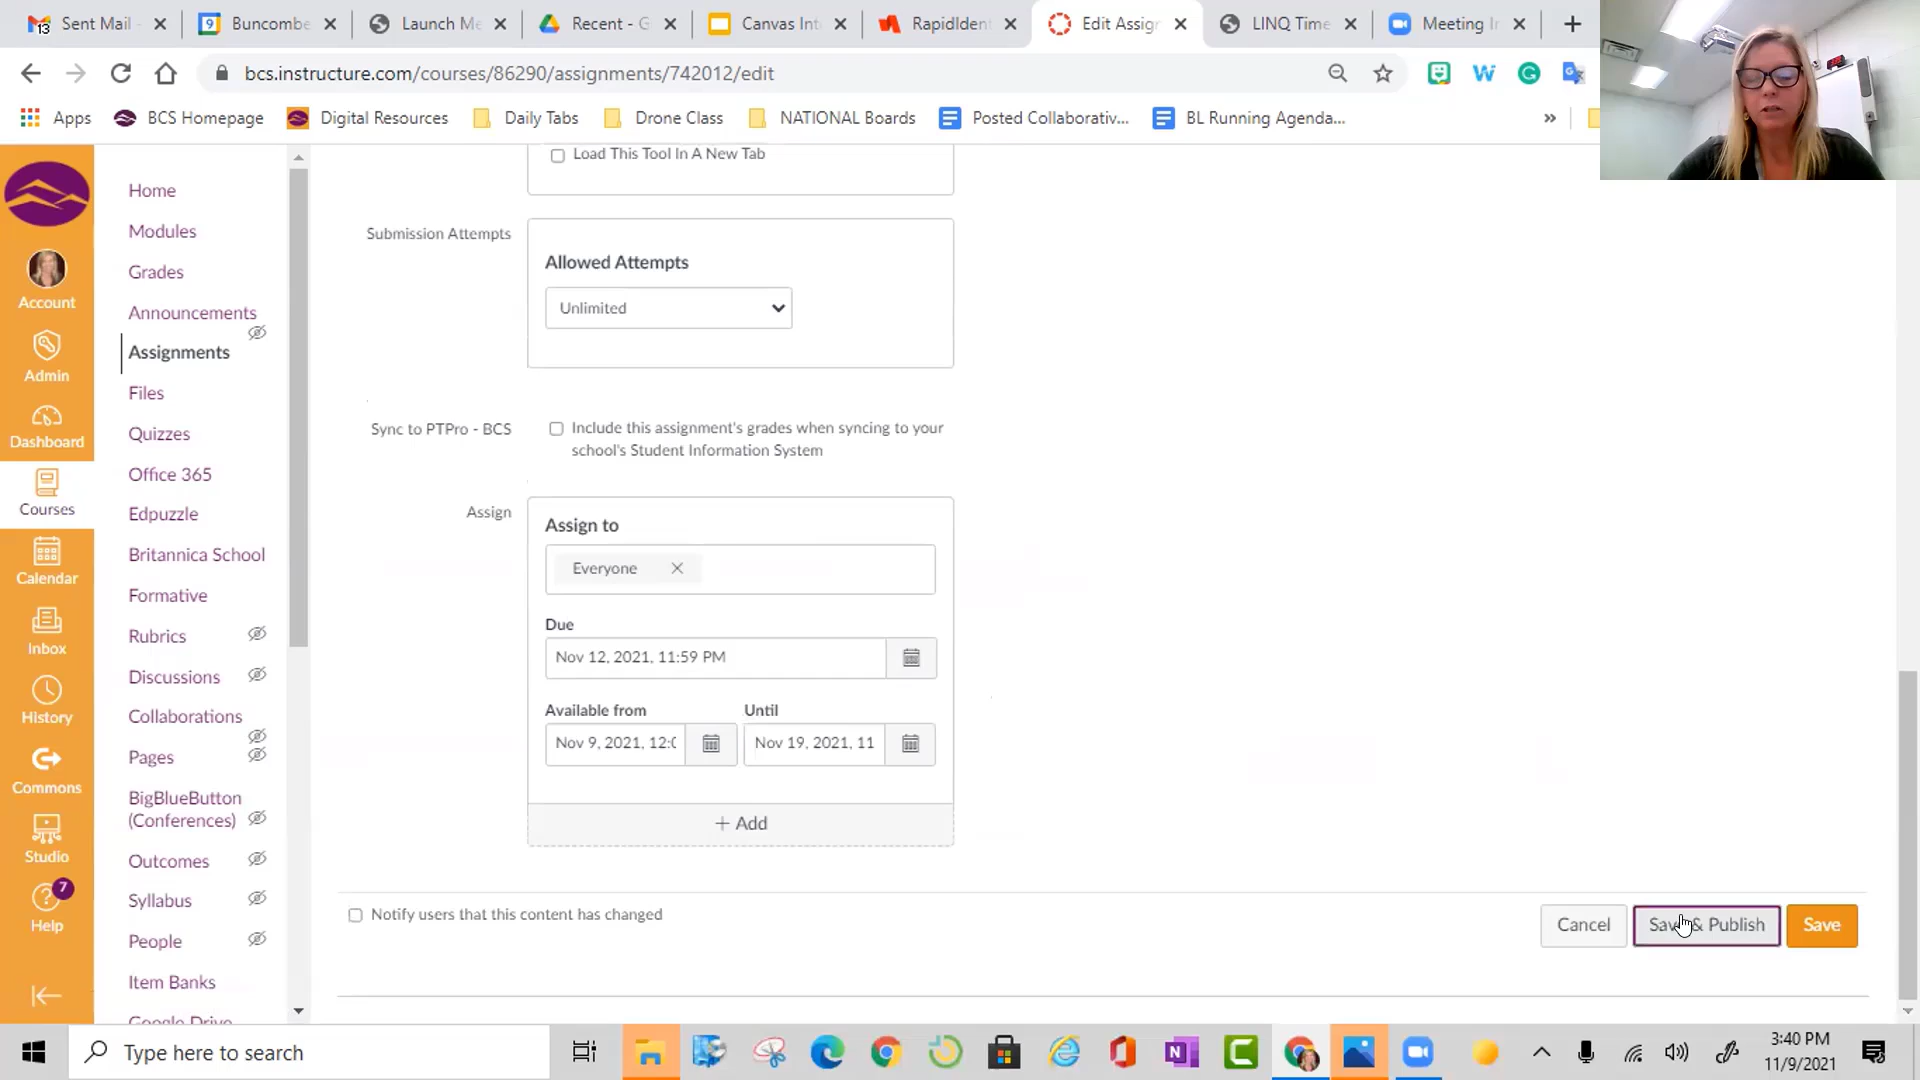 13 Sent Mail -
9 Buncombe
Launch Me
Recent - G
Canvas Int
RapidIden
Edit Assign
LINQ Time
Meeting I
bcs.instructure.com/courses/86290/assignments/742012/edit
Apps
BCS Homepage
Digital Resources
Daily Tabs
Drone Class
NATIONAL Boards
Posted Collaborativ...
BL Running Agenda...
Account
Admin
Dashboard
Courses
Calendar
Inbox
History
Commons
Studio
7
Help
Home
Modules
Grades
Announcements
Assignments
Files
Quizzes
Office 365
Edpuzzle
Britannica School
Formative
Rubrics
Discussions
Collaborations
Pages
BigBlueButton
(Conferences)
Outcomes
Syllabus
People
Item Banks
Google Drive
Load This Tool In A New Tab
Submission Attempts
Allowed Attempts
Unlimited
Sync to PTPro - BCS
Include this assignment's grades when syncing to your
school's Student Information System
Assign
Assign to
Everyone
Due
Nov 12, 2021, 11:59 PM
Available from
Until
Nov 9, 2021, 12:0
Nov 19, 2021, 11
+ Add
Notify users that this content has changed
Cancel
Save & Publish
Save
Type here to search
3:40 PM
11/9/2021